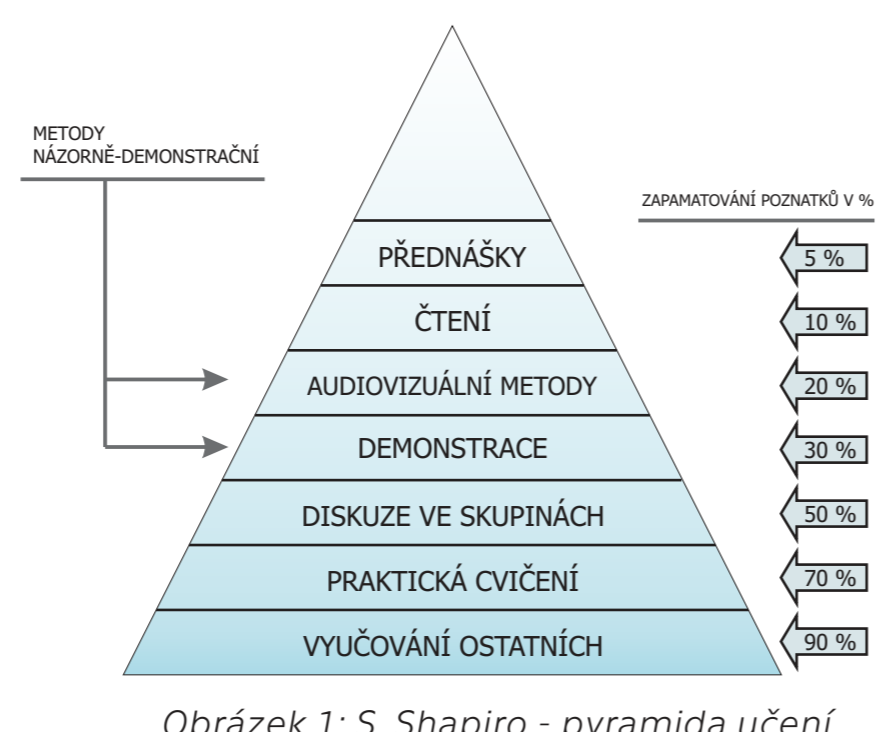 METODY
NÁZORNĚ-DEMONSTRAČNÍ
ZAPAMATOVÁNÍ POZNATKŮ V %
PŘEDNÁŠKY
5 %
ČTENÍ
10 %
AUDIOVIZUÁLNÍ METODY
20 %
DEMONSTRACE
30 %
DISKUZE VE SKUPINÁCH
50 %
PRAKTICKÁ CVIČENÍ
70 %
VYUČOVÁNÍ OSTATNÍCH
90 %
Obrázek 1: S. Shapiro - pyramida učení